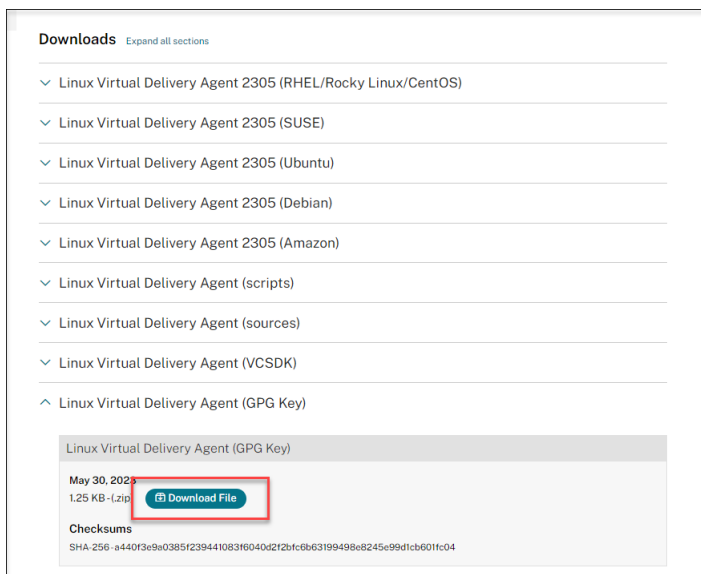 Downloads Expand all sections
Linux Virtual Delivery Agent 2305 (RHEL/Rocky Linux/CentOS)
Linux Virtual Delivery Agent 2305 (SUSE)
Linux Virtual Delivery Agent 2305 (Ubuntu)
Linux Virtual Delivery Agent 2305 (Debian)
Linux Virtual Delivery Agent 2305 (Amazon)
Linux Virtual Delivery Agent (scripts)
Linux Virtual Delivery Agent (sources)
Linux Virtual Delivery Agent (VCSDK)
Linux Virtual Delivery Agent (GPG Key)
Linux Virtual Delivery Agent (GPG Key)
May 30, 2023
1.25 KB - (.zip) Download File
Checksums
SHA-256 - a440f3e9a0385f239441083f6040d2f2bfc6b63199498e8245e99d1cb601fc04